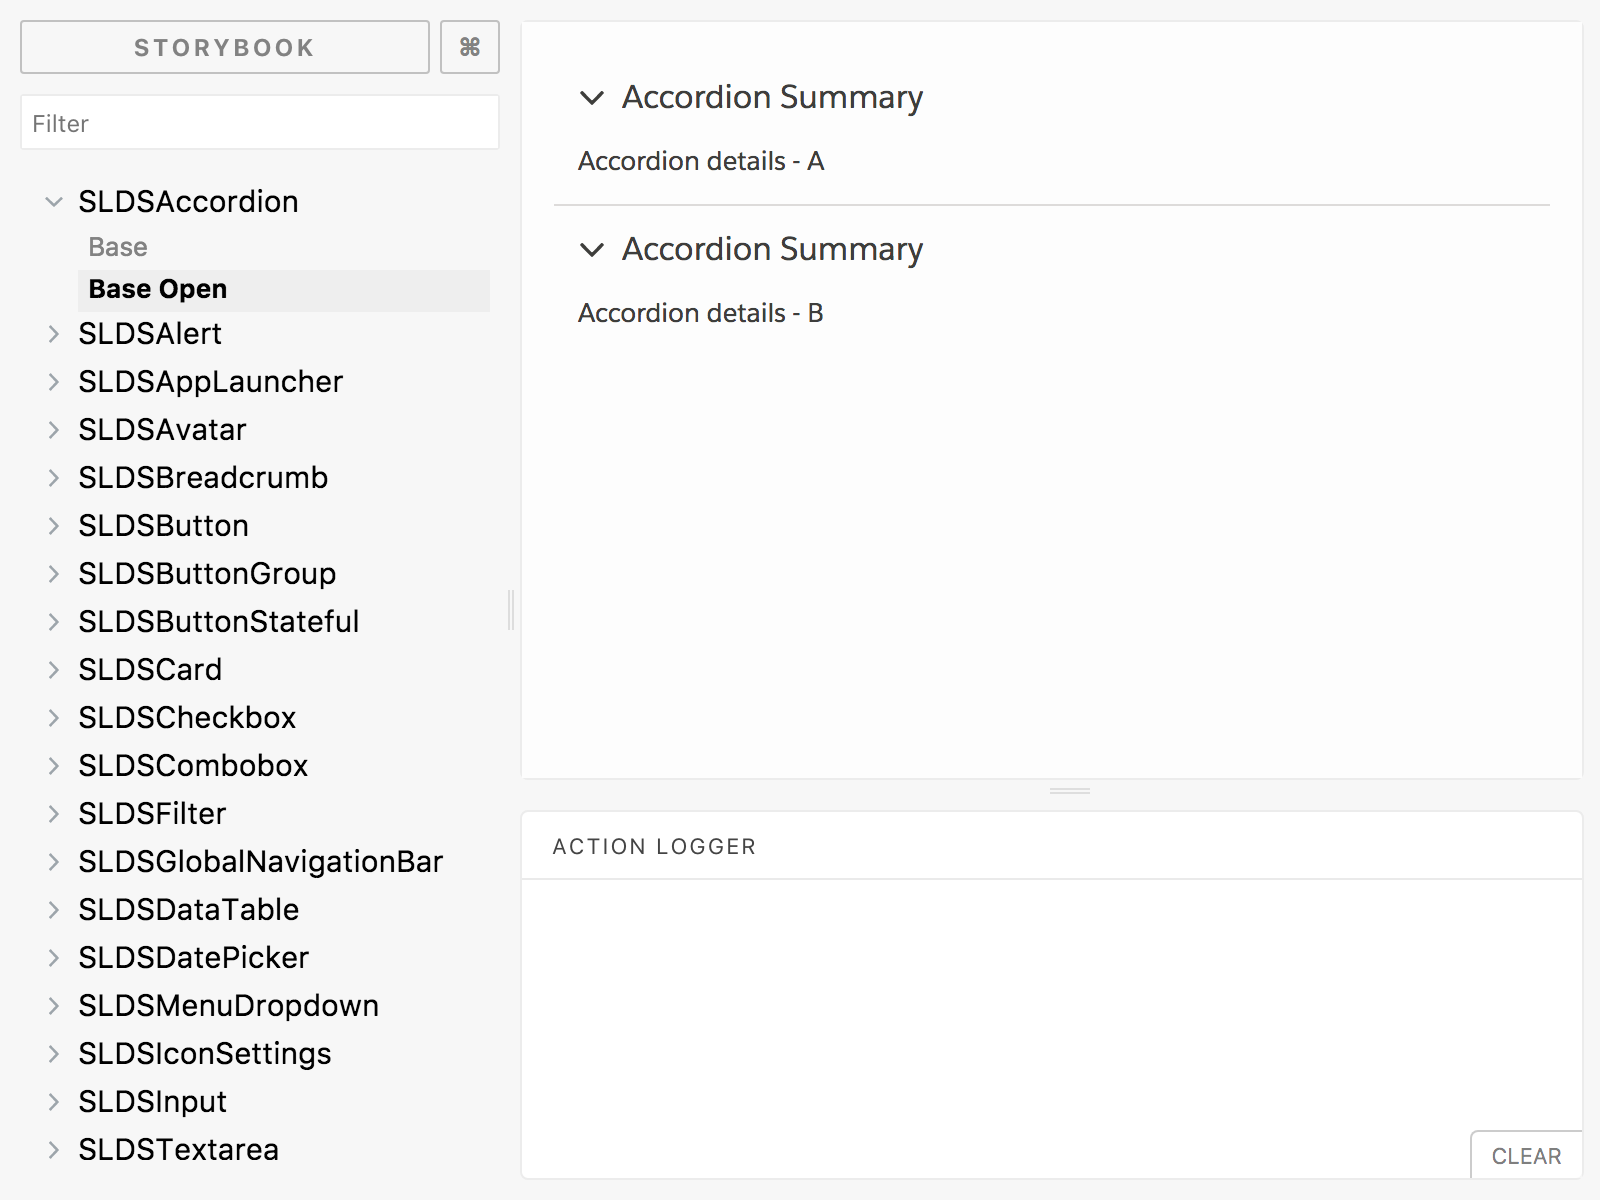 STORYBOOK
⌘
Filter
SLDSAccordion
Base
Base Open
SLDSAlert
SLDSAppLauncher
SLDSAvatar
SLDSBreadcrumb
SLDSButton
SLDSButtonGroup
SLDSButtonStateful
SLDSCard
SLDSCheckbox
SLDSCombobox
SLDSFilter
SLDSGlobalNavigationBar
SLDSDataTable
SLDSDatePicker
SLDSMenuDropdown
SLDSIconSettings
SLDSInput
SLDSTextarea
Accordion Summary
Accordion details - A
Accordion Summary
Accordion details - B
ACTION LOGGER
CLEAR